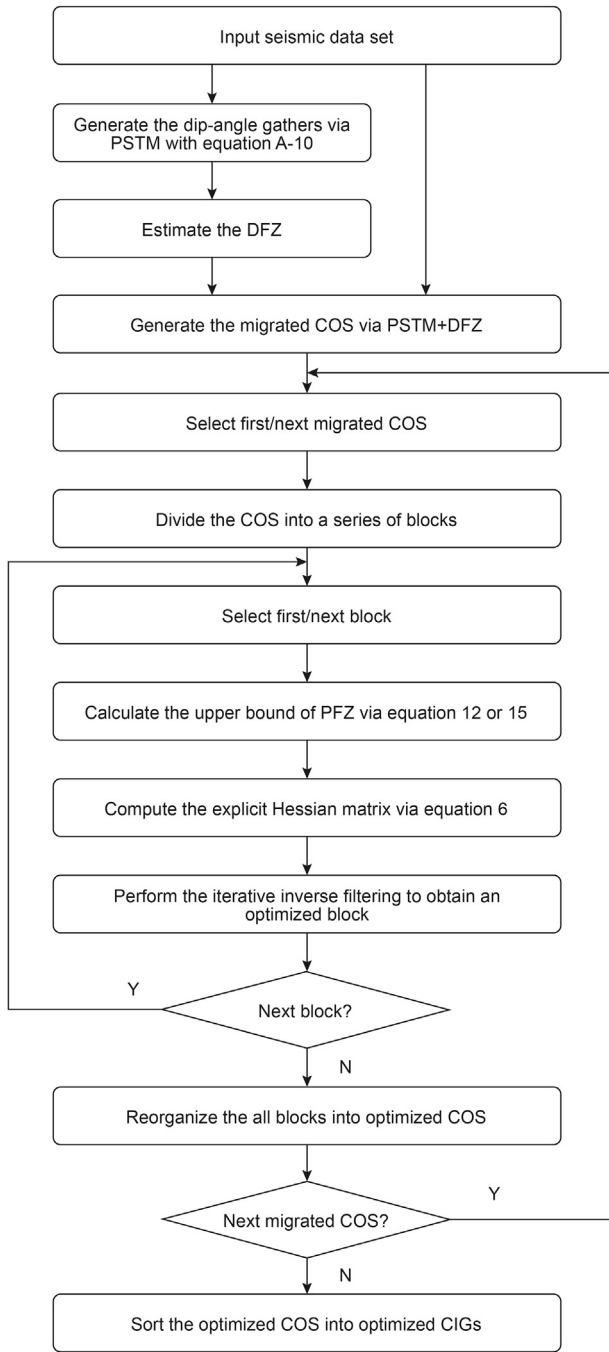 Input seismic data set
Generate the dip-angle gathers via
PSTM with equation A-10
Estimate the DFZ
Generate the migrated COS via PSTM+DFZ
Select first/next migrated COS
Divide the COS into a series of blocks
Select first/next block
Calculate the upper bound of PFZ via equation 12 or 15
Compute the explicit Hessian matrix via equation 6
Perform the iterative inverse filtering to obtain an
optimized block
Y
Next block?
N
Reorganize the all blocks into optimized COS
Y
Next migrated COS?
N
Sort the optimized COS into optimized CIGs